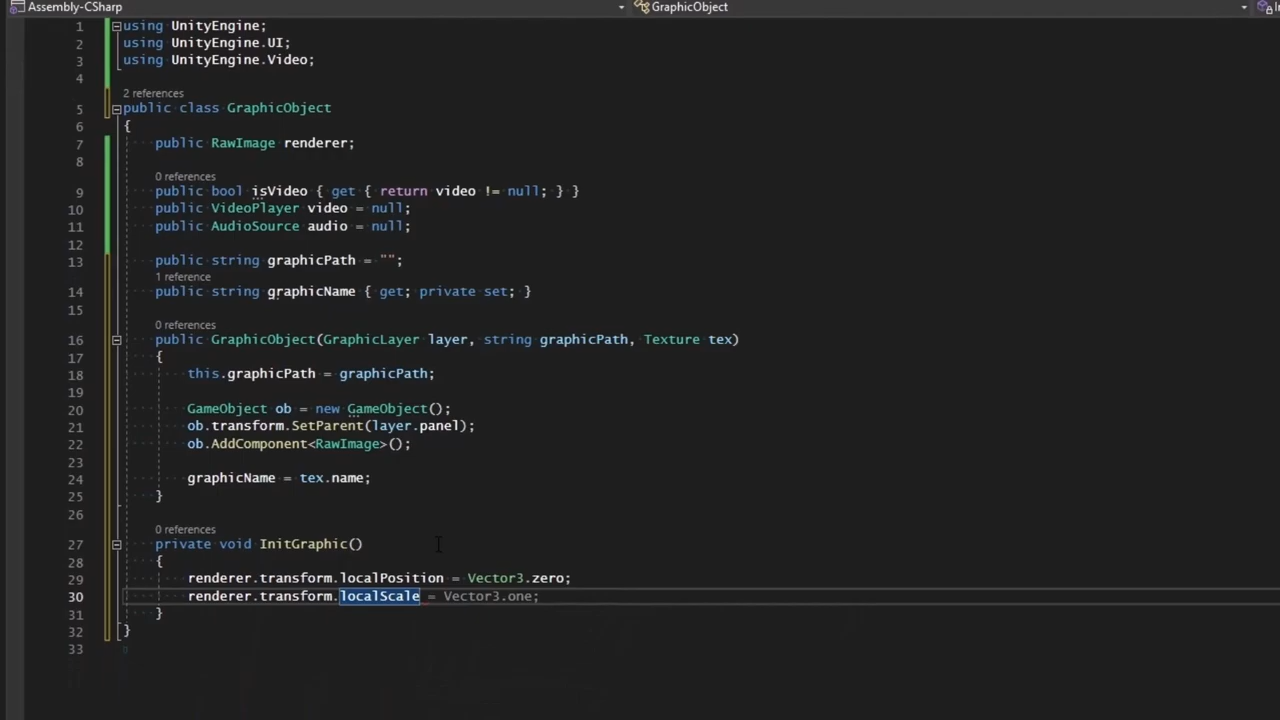 Assembly-CSharp
GraphicObject
1 using UnityEngine;
2 using UnityEngine.UI;
3 using UnityEngine.Video;
4
2 references
5 public class GraphicObject
6 {
7 public RawImage renderer;
8
0 references
9 public bool isVideo { get { return video != null; } }
10 public VideoPlayer video = null;
11 public AudioSource audio = null;
12
13 public string graphicPath = "";
1 reference
14 public string graphicName { get; private set; }
15
0 references
16 public GraphicObject(GraphicLayer layer, string graphicPath, Texture tex)
17 {
18 this.graphicPath = graphicPath;
19
20 GameObject ob = new GameObject();
21 ob.transform.SetParent(layer.panel);
22 ob.AddComponent<RawImage>();
23
24 graphicName = tex.name;
25 }
26
0 references
27 private void InitGraphic()
28 {
29 renderer.transform.localPosition = Vector3.zero;
30 renderer.transform.localScale = Vector3.one;
31 }
32 }
33